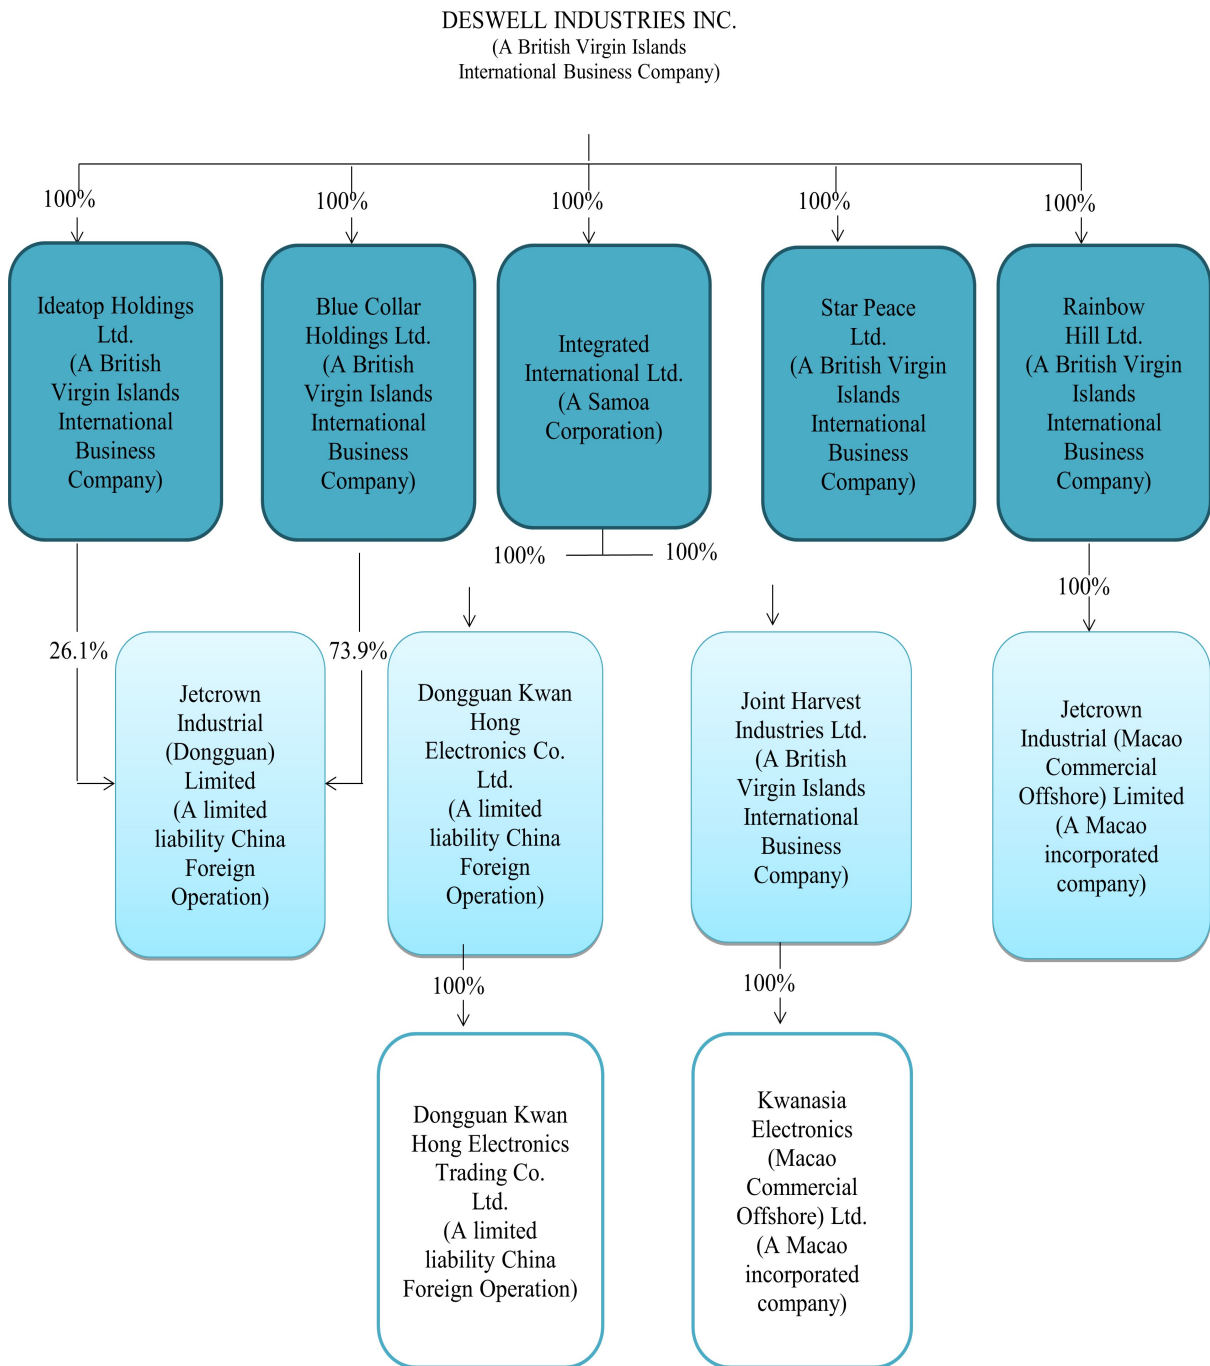 DESWELL INDUSTRIES INC.
(A British Virgin Islands
International Business Company)
100%
100%
100%
100%
100%
Ideatop Holdings
Ltd.
(A British
Virgin Islands
International
Business
Company)
Blue Collar
Holdings Ltd.
(A British
Virgin Islands
International
Business
Company)
Integrated
International Ltd.
(A Samoa
Corporation)
Star Peace
Ltd.
(A British Virgin
Islands
International
Business
Company)
Rainbow
Hill Ltd.
(A British Virgin
Islands
International
Business
Company)
100%
100%
100%
26.1%
73.9%
Jetcrown
Industrial
(Dongguan)
Limited
(A limited
liability China
Foreign
Operation)
Dongguan Kwan
Hong
Electronics Co.
Ltd.
(A limited
liability China
Foreign
Operation)
Joint Harvest
Industries Ltd.
(A British
Virgin Islands
International
Business
Company)
Jetcrown
Industrial (Macao
Commercial
Offshore) Limited
(A Macao
incorporated
company)
100%
100%
Dongguan Kwan
Hong Electronics
Trading Co.
Ltd.
(A limited
liability China
Foreign Operation)
Kwanasia
Electronics
(Macao
Commercial
Offshore) Ltd.
(A Macao
incorporated
company)